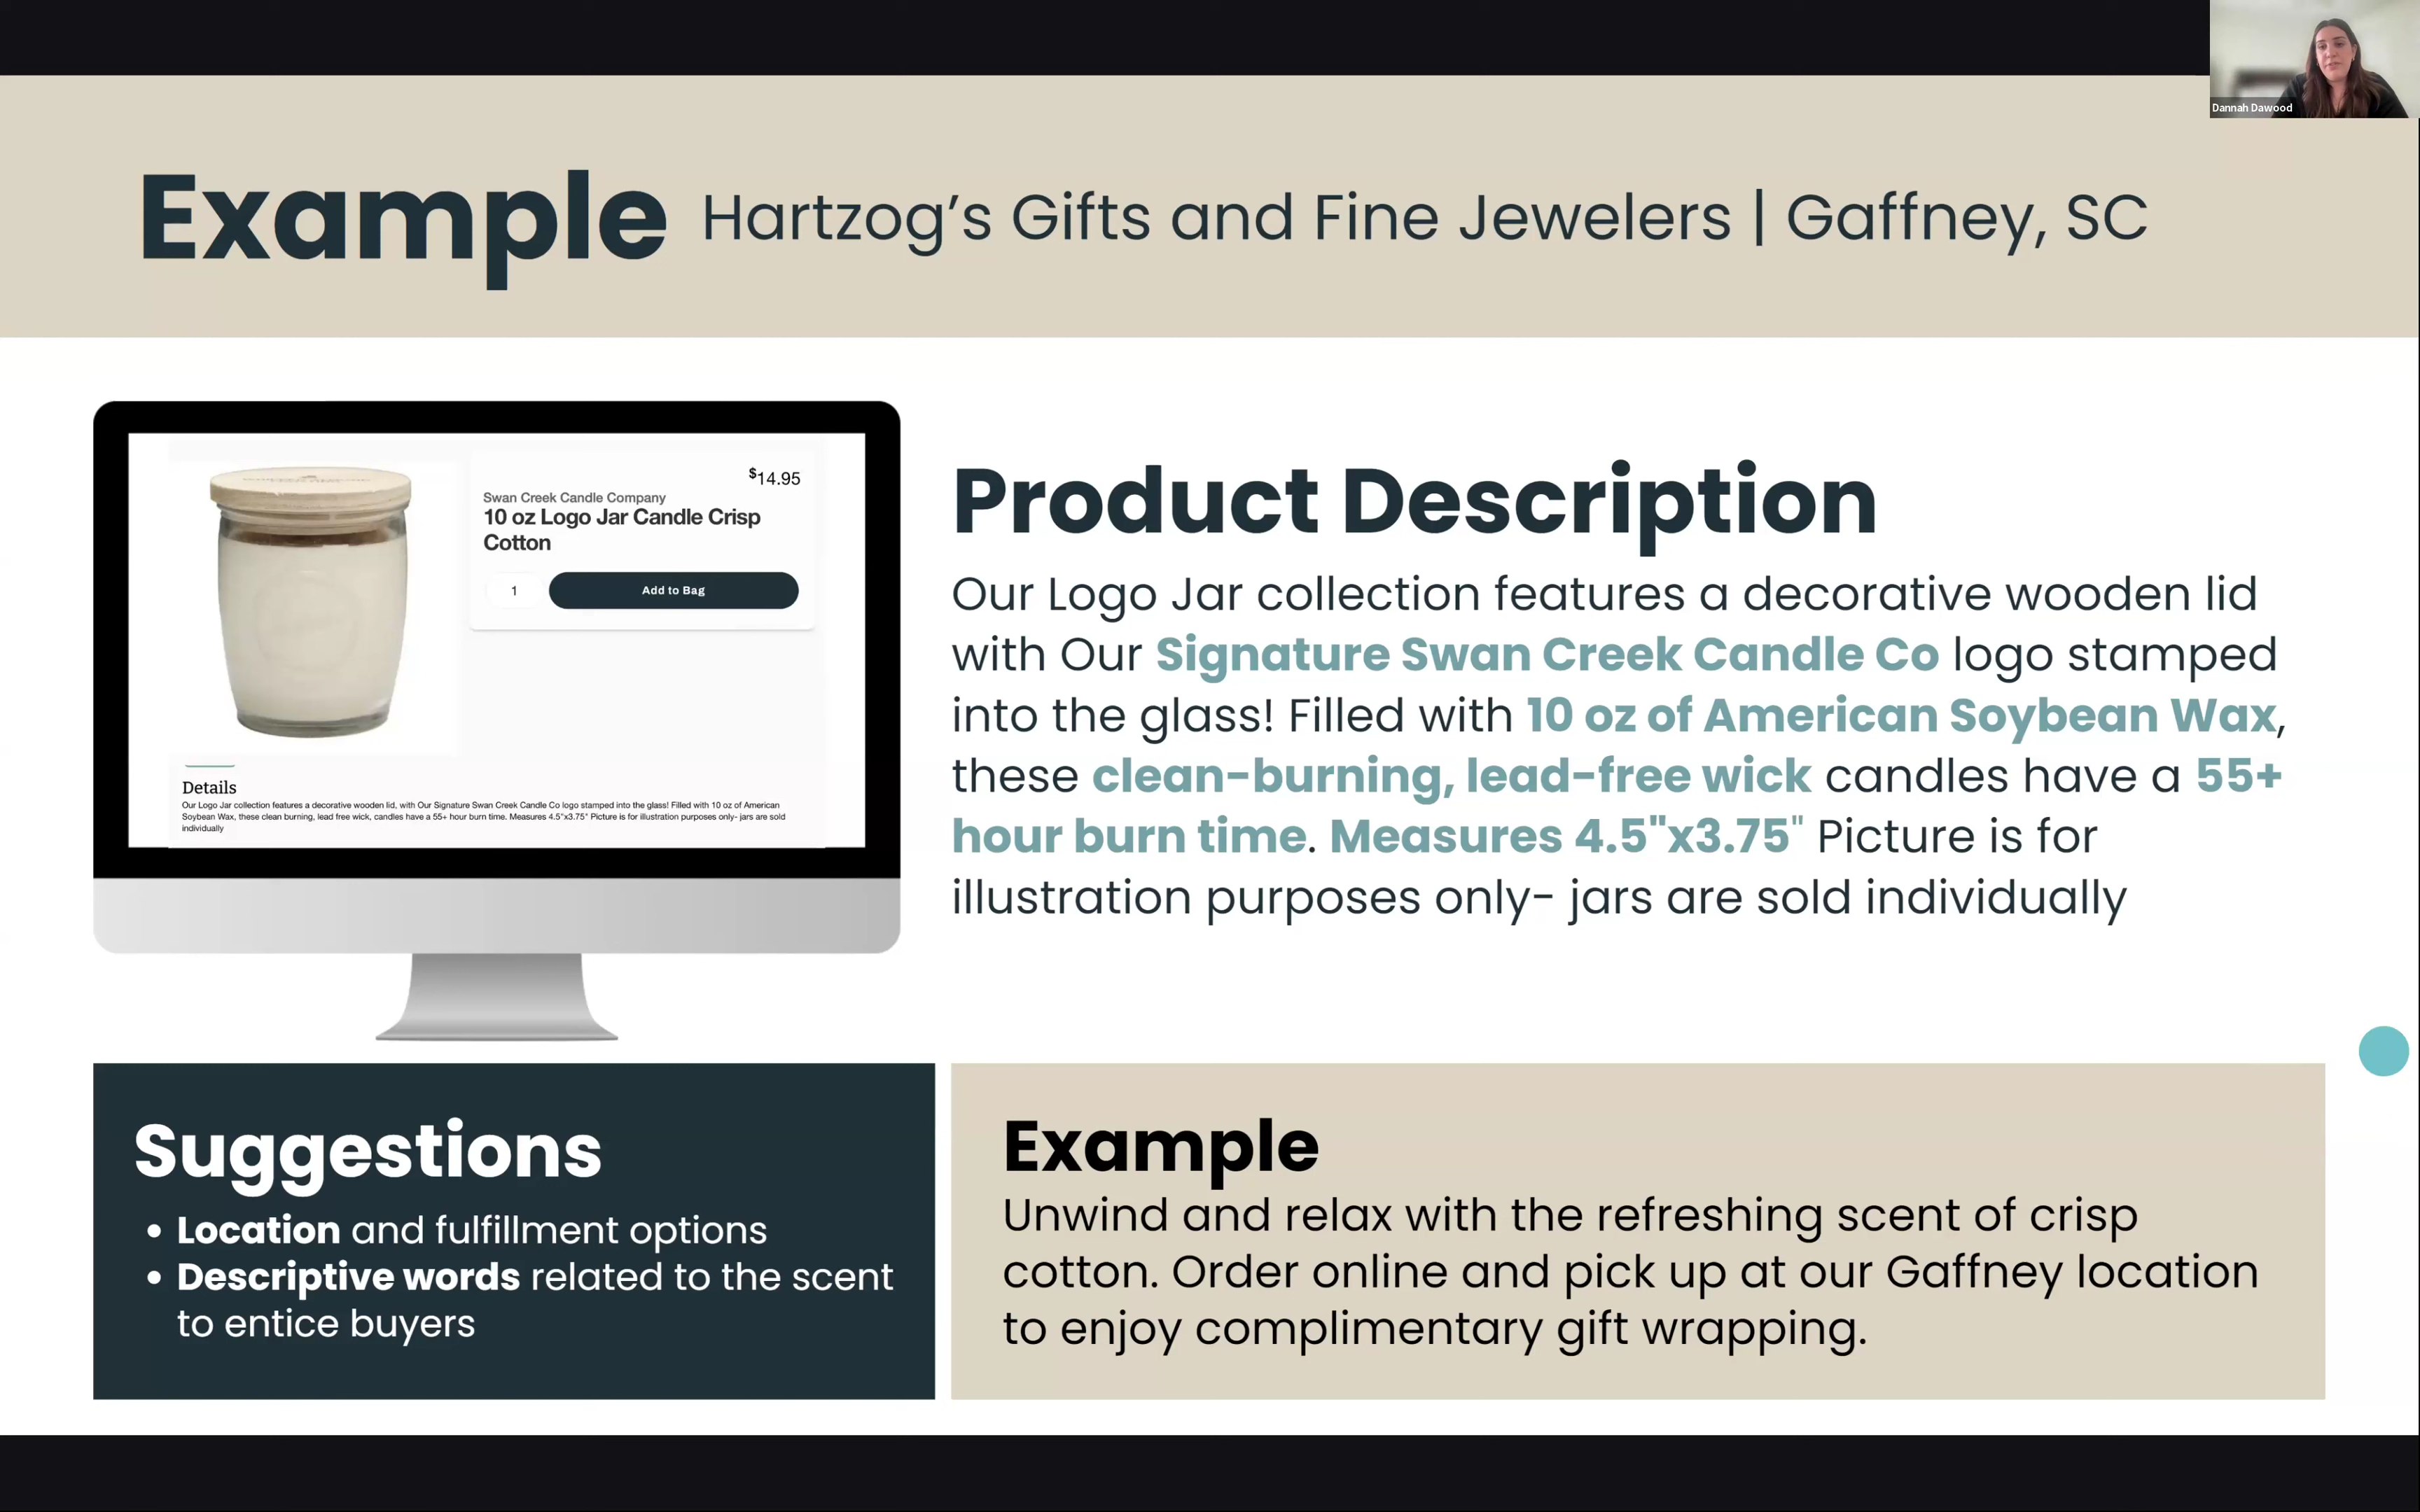 Dannah Dawood
Example Hartzog’s Gifts and Fine Jewelers | Gaffney, SC
$14.95
Swan Creek Candle Company
10 oz Logo Jar Candle Crisp
Cotton
1
Add to Bag
Details
Our Logo Jar collection features a decorative wooden lid, with Our Signature Swan Creek Candle Co logo stamped into the glass! Filled with 10 oz of American
Soybean Wax, these clean burning, lead free wick, candles have a 55+ hour burn time. Measures 4.5"x3.75" Picture is for illustration purposes only- jars are sold
individually
Product Description
Our Logo Jar collection features a decorative wooden lid
with Our Signature Swan Creek Candle Co logo stamped
into the glass! Filled with 10 oz of American Soybean Wax,
these clean-burning, lead-free wick candles have a 55+
hour burn time. Measures 4.5"x3.75" Picture is for
illustration purposes only- jars are sold individually
Suggestions
• Location and fulfillment options
• Descriptive words related to the scent
to entice buyers
Example
Unwind and relax with the refreshing scent of crisp
cotton. Order online and pick up at our Gaffney location
to enjoy complimentary gift wrapping.